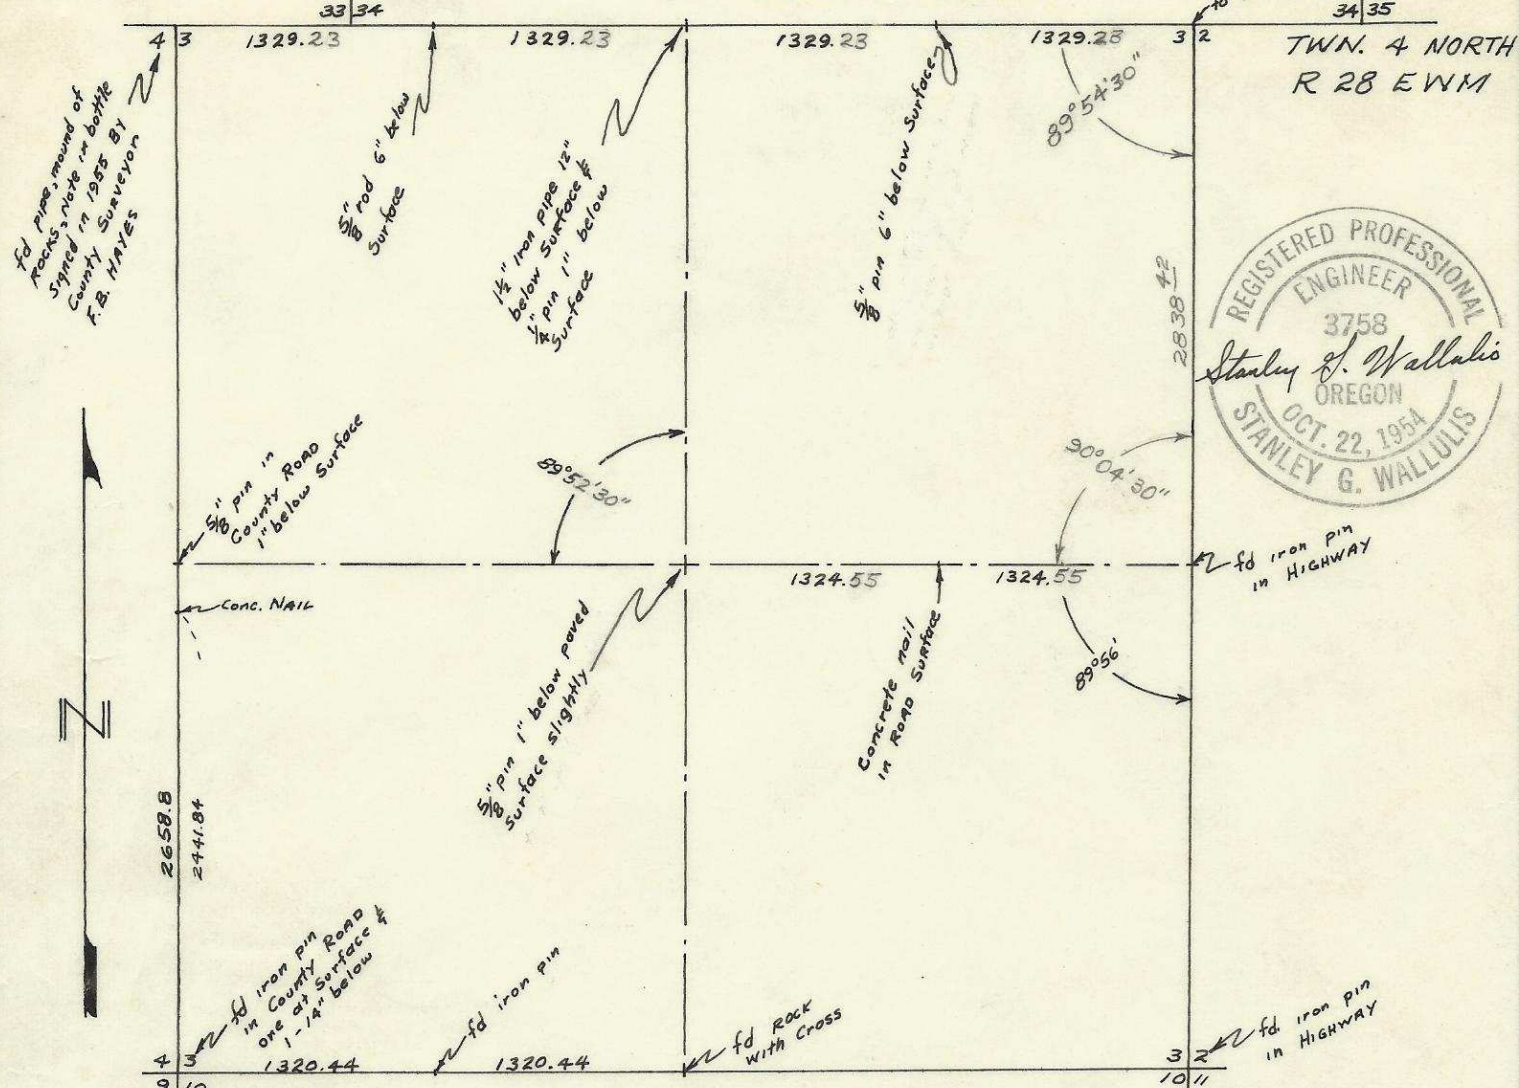 33 34
34 35
to
4 3
1329.23
1329.23
1329.23
1329.23
3 2
TWN. 4 NORTH
R 28 EWM
fd pipe, mound of
ROCKS, Note in bottle
signed in 1955 BY
County Surveyor
F.B. HAYES
5/8" rod 6" below
Surface
1½" iron pipe 12"
below Surface &
¼" pin 1" below
Surface
5/8" pin 6" below Surface
89°54'30"
2838 42
REGISTERED PROFESSIONAL
ENGINEER
3758
Stanley G. Wallulis
OREGON
OCT. 22, 1954
STANLEY G. WALLULIS
5/8" pin in
County ROAD
1" below Surface
89°52'30"
90°04'30"
fd iron pin
in HIGHWAY
1324.55
1324.55
Conc. NAIL
5/8" pin 1" below paved
Surface slightly
Concrete nail
in ROAD Surface
89°56'
N
2658.8
2441.84
fd iron pin
in County ROAD
one at Surface &
1-14" below
fd iron pin
fd ROCK
with Cross
fd. iron pin
in HIGHWAY
4 3
1320.44
1320.44
3 2
9 10
10 11